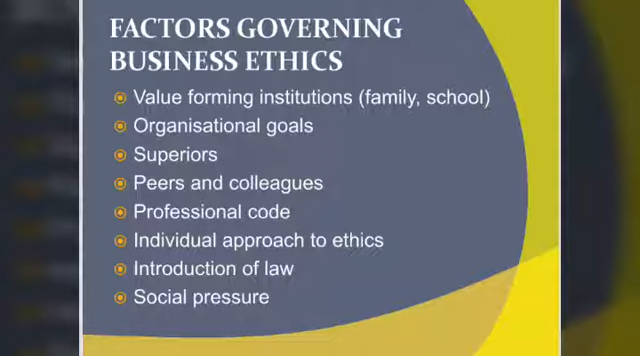 FACTORS GOVERNING
BUSINESS ETHICS
Value forming institutions (family, school)
Organisational goals
Superiors
Peers and colleagues
Professional code
Individual approach to ethics
Introduction of law
Social pressure